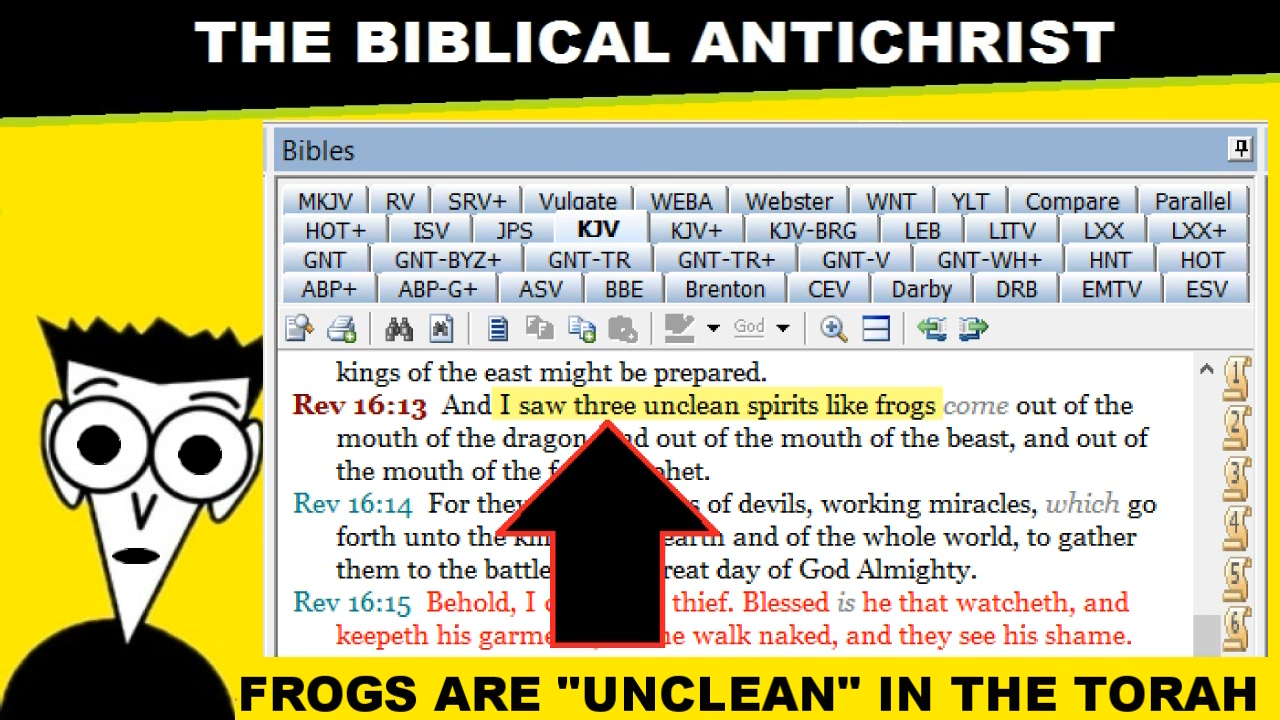 THE BIBLICAL ANTICHRIST
Bibles
MKJV RV SRV+ Vulgate WEBA Webster WNT YLT Compare Parallel
HOT+ ISV JPS KJV KJV+ KJV-BRG LEB LITV LXX LXX+
GNT GNT-BYZ+ GNT-TR GNT-TR+ GNT-V GNT-WH+ HNT HOT
ABP+ ABP-G+ ASV BBE Brenton CEV Darby DRB EMTV ESV
God
kings of the east might be prepared.
Rev 16:13 And I saw three unclean spirits like frogs come out of the
mouth of the dragon, and out of the mouth of the beast, and out of
the mouth of the
Rev 16:14 For they of devils, working miracles, which go
forth unto the earth and of the whole world, to gather
them to the battle great day of God Almighty.
Rev 16:15 Behold, I thief. Blessed is he that watcheth, and
keepeth his walk naked, and they see his shame.
1
2
3
4
5
6
FROGS ARE "UNCLEAN" IN THE TORAH